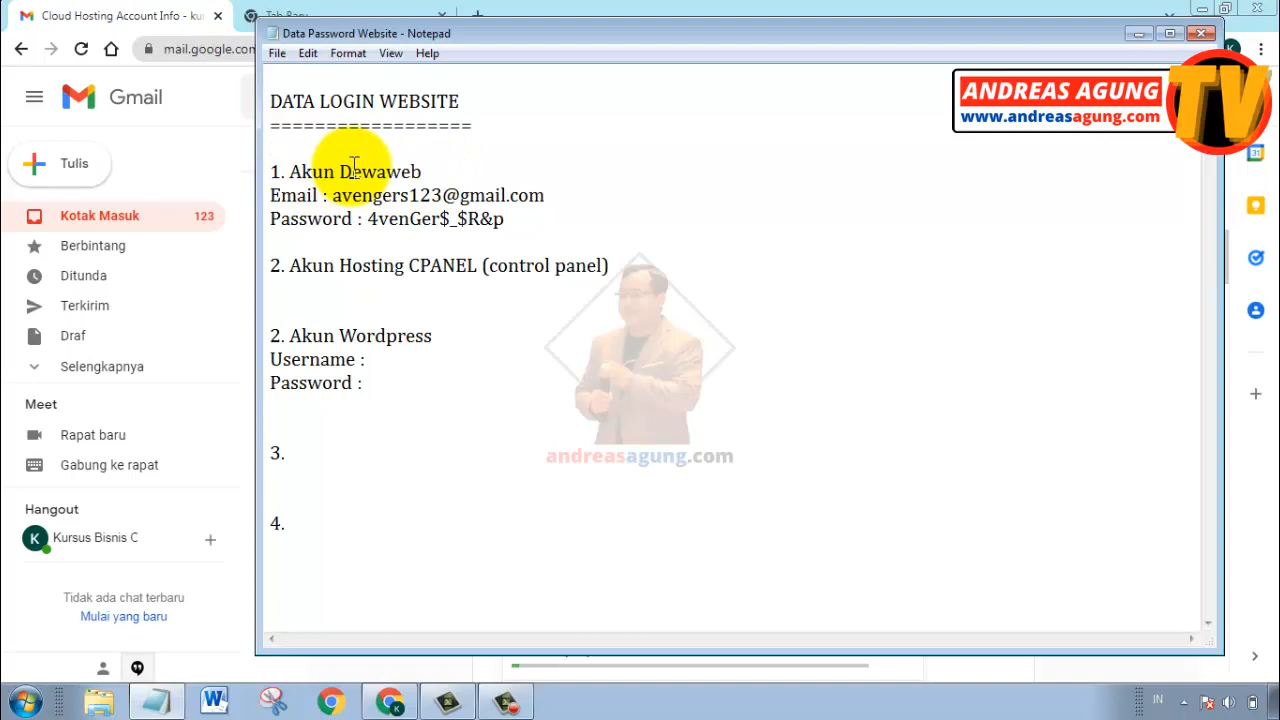 Cloud Hosting Account Info - ku
Tab Baru
mail.google.con
Data Password Website - Notepad
File Edit Format View Help
ANDREAS AGUNG
www.andreasagung.com
TV
Gmail
Tulis
Kotak Masuk 123
Berbintang
Ditunda
Terkirim
Draf
Selengkapnya
Meet
Rapat baru
Gabung ke rapat
Hangout
K Kursus Bisnis C
Tidak ada chat terbaru
Mulai yang baru
DATA LOGIN WEBSITE
==================
1. Akun Dewaweb
Email : avengers123@gmail.com
Password : 4venGer$_$R&p
2. Akun Hosting CPANEL (control panel)
2. Akun Wordpress
Username :
Password :
3.
4.
andreasagung.com
31
K
IN